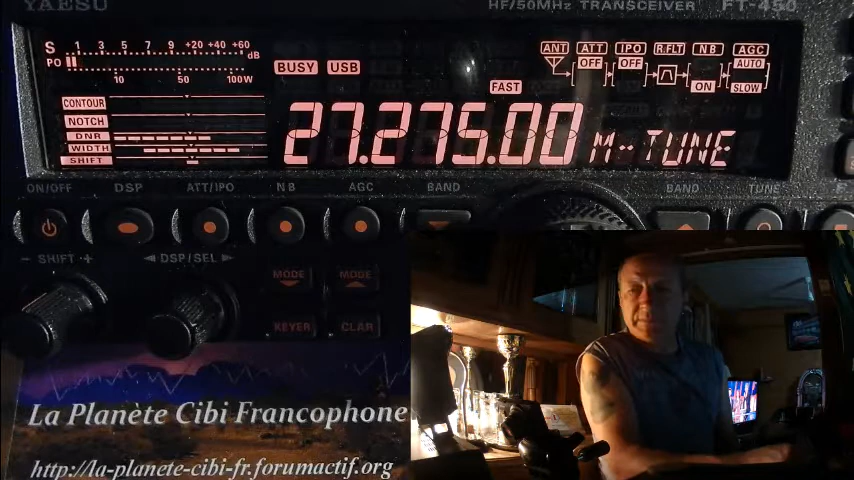 YAESU
HF/50MHz TRANSCEIVER
FT-450
S 1 3 5 7 9 +20 +40 +60 dB
PO
10 50 100W
BUSY USB
FAST
ANT ATT IPO R.FLT NB AGC
OFF OFF AUTO
ON SLOW
CONTOUR
NOTCH
DNR
WIDTH
SHIFT
27.275.00 M-TUNE
ON/OFF DSP ATT/IPO NB AGC BAND BAND TUNE
- SHIFT + ◀DSP/SEL▶
MODE MODE
KEYER CLAR
La Planète Cibi Francophone
http://la-planete-cibi-fr.forumactif.org